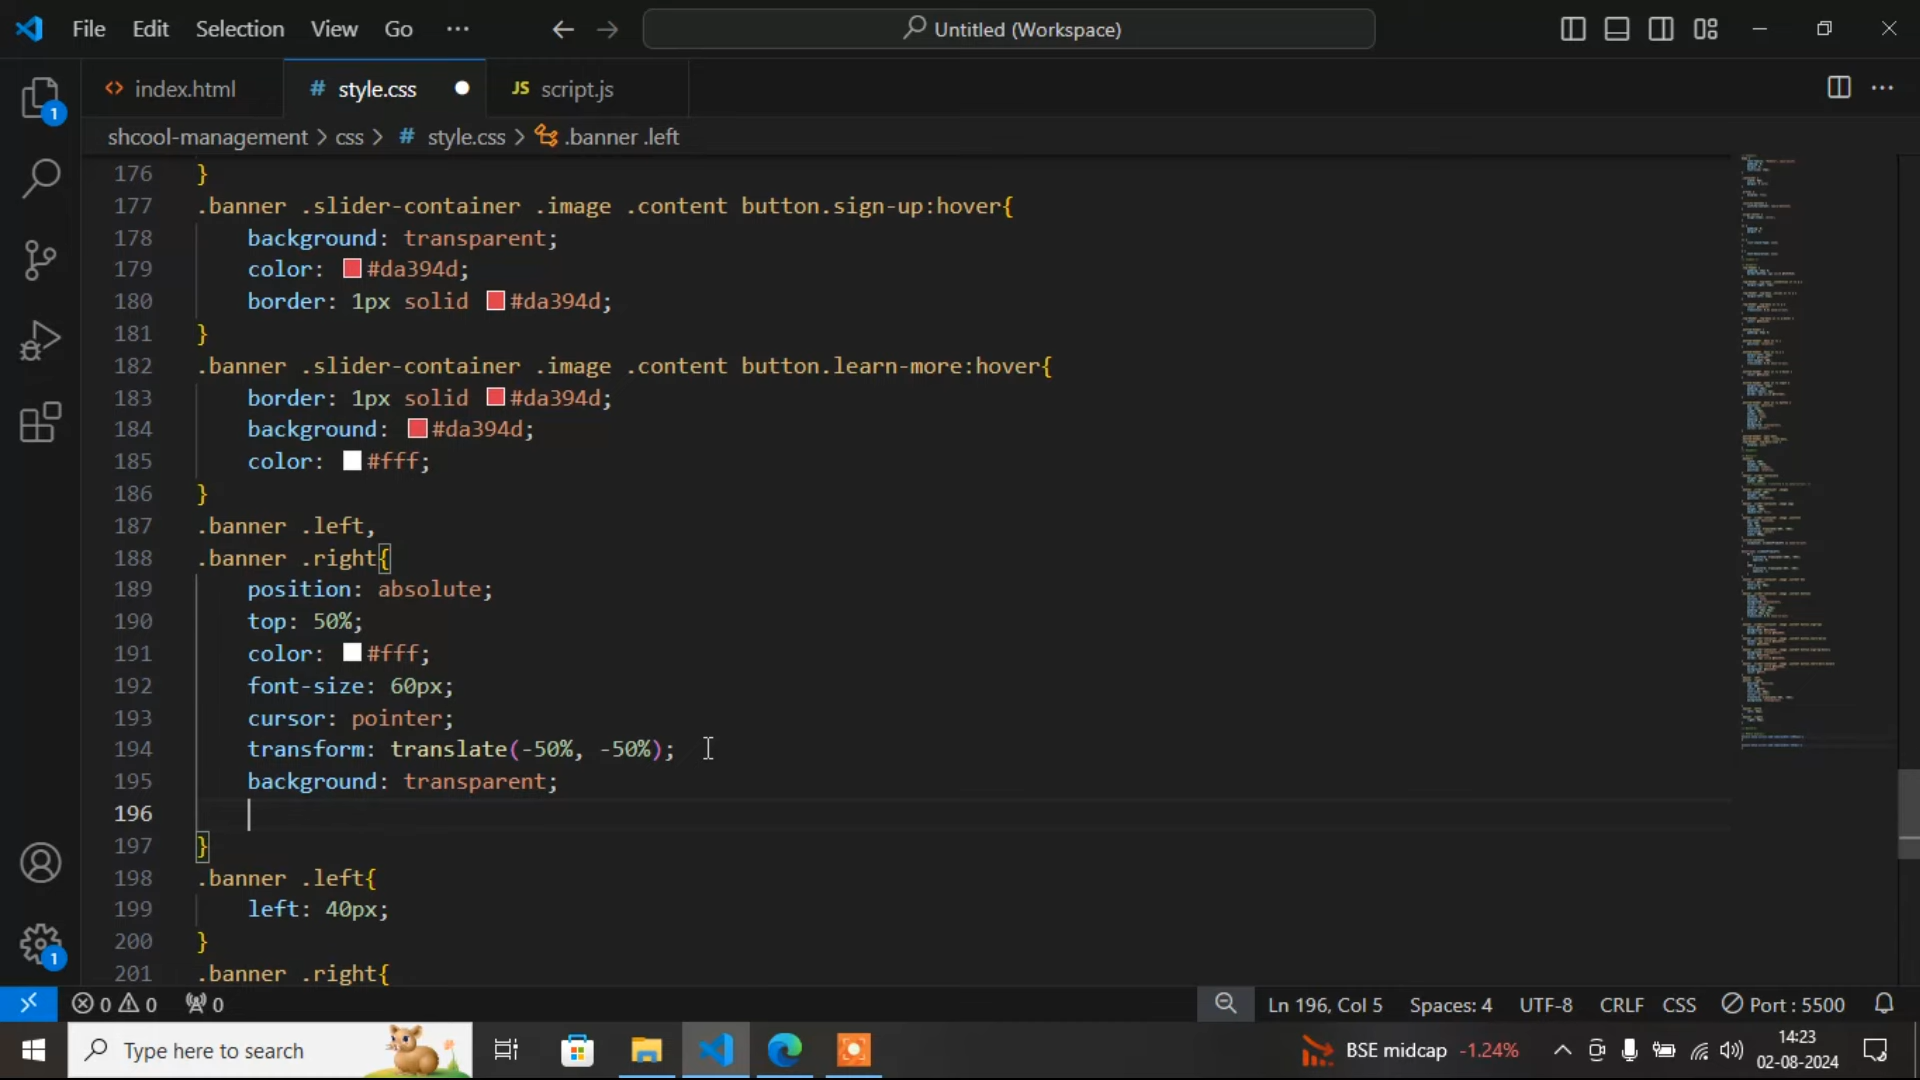 File Edit Selection View Go ··· Untitled (Workspace)
<> index.html # style.css ● JS script.js
shcool-management > css > # style.css > .banner .left
176 }
177 .banner .slider-container .image .content button.sign-up:hover{
178 background: transparent;
179 color: #da394d;
180 border: 1px solid #da394d;
181 }
182 .banner .slider-container .image .content button.learn-more:hover{
183 border: 1px solid #da394d;
184 background: #da394d;
185 color: #fff;
186 }
187 .banner .left,
188 .banner .right{
189 position: absolute;
190 top: 50%;
191 color: #fff;
192 font-size: 60px;
193 cursor: pointer;
194 transform: translate(-50%, -50%);
195 background: transparent;
196
197 }
198 .banner .left{
199 left: 40px;
200 }
201 .banner .right{
1
1
0 0 0 Ln 196, Col 5 Spaces: 4 UTF-8 CRLF CSS Port : 5500
Type here to search BSE midcap -1.24% 14:23
02-08-2024